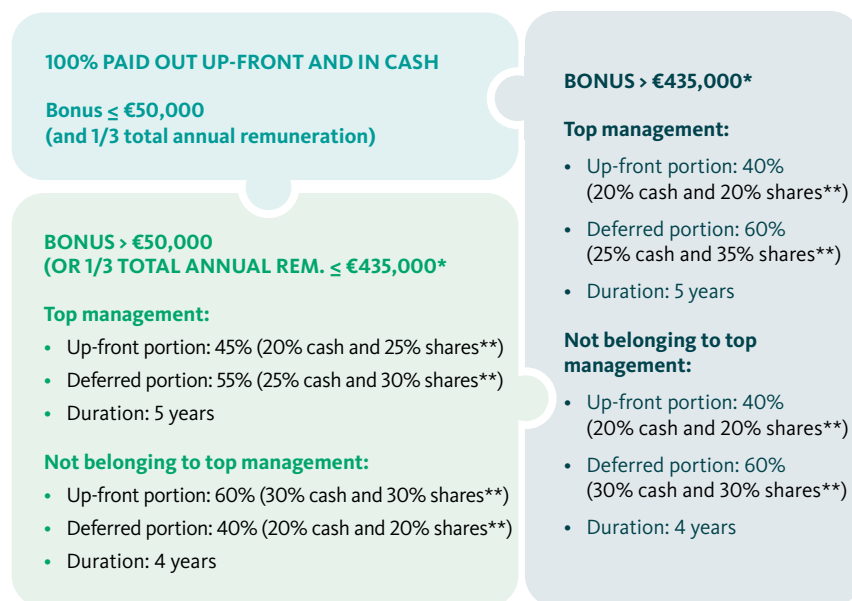 100% PAID OUT UP-FRONT AND IN CASH
Bonus ≤ €50,000
(and 1/3 total annual remuneration)
BONUS > €50,000
(OR 1/3 TOTAL ANNUAL REM. ≤ €435,000*
Top management:
• Up-front portion: 45% (20% cash and 25% shares**)
• Deferred portion: 55% (25% cash and 30% shares**)
• Duration: 5 years
Not belonging to top management:
• Up-front portion: 60% (30% cash and 30% shares**)
• Deferred portion: 40% (20% cash and 20% shares**)
• Duration: 4 years
BONUS > €435,000*
Top management:
• Up-front portion: 40%
(20% cash and 20% shares**)
• Deferred portion: 60%
(25% cash and 35% shares**)
• Duration: 5 years
Not belonging to top
management:
• Up-front portion: 40%
(20% cash and 20% shares**)
• Deferred portion: 60%
(30% cash and 30% shares**)
• Duration: 4 years